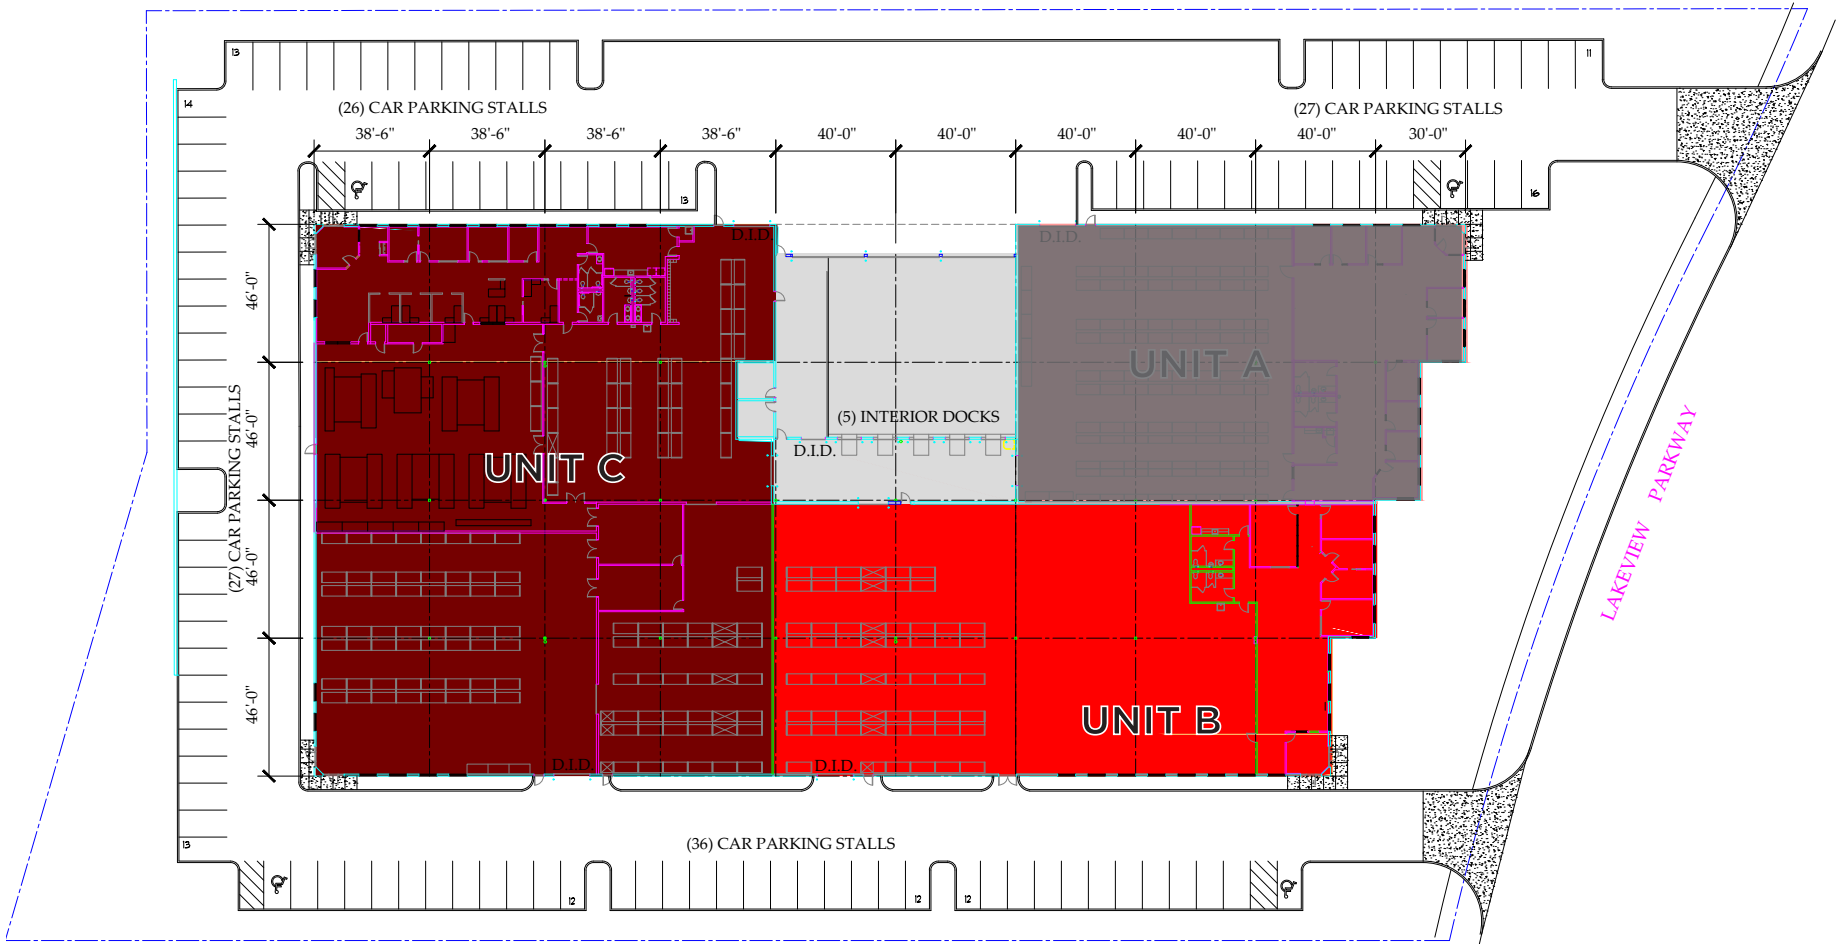 13
11
14
(26) CAR PARKING STALLS
(27) CAR PARKING STALLS
38'-6"
38'-6"
38'-6"
38'-6"
40'-0"
40'-0"
40'-0"
40'-0"
40'-0"
30'-0"
13
16
D.I.D.
D.I.D.
46'-0"
UNIT A
(5) INTERIOR DOCKS
D.I.D.
46'-0"
(27) CAR PARKING STALLS
UNIT C
LAKEVIEW PARKWAY
46'-0"
46'-0"
UNIT B
D.I.D.
D.I.D.
13
(36) CAR PARKING STALLS
12
12
12